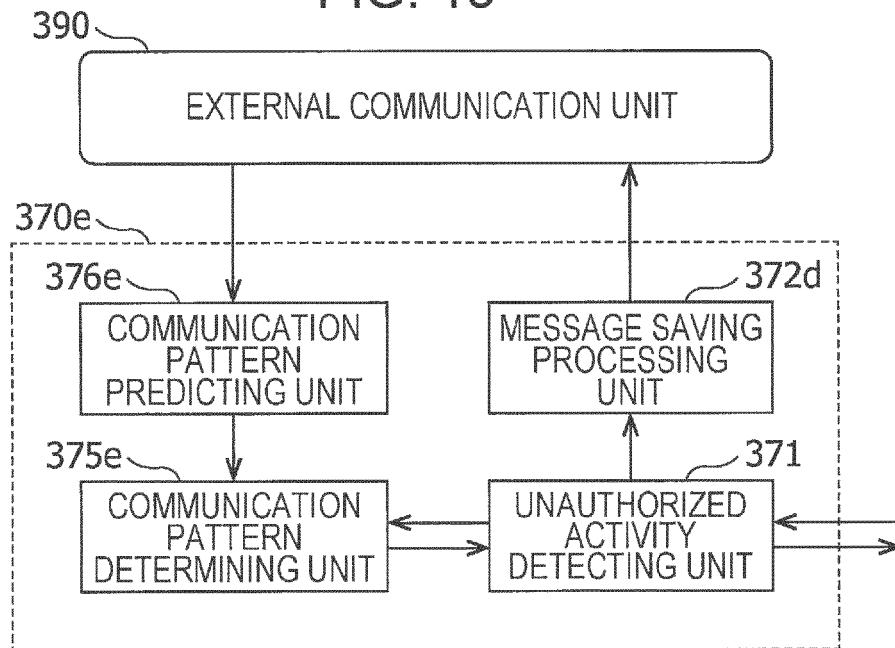 390
EXTERNAL COMMUNICATION UNIT
370e
376e
COMMUNICATION
PATTERN
PREDICTING UNIT
372d
MESSAGE SAVING
PROCESSING
UNIT
375e
COMMUNICATION
PATTERN
DETERMINING UNIT
371
UNAUTHORIZED
ACTIVITY
DETECTING UNIT